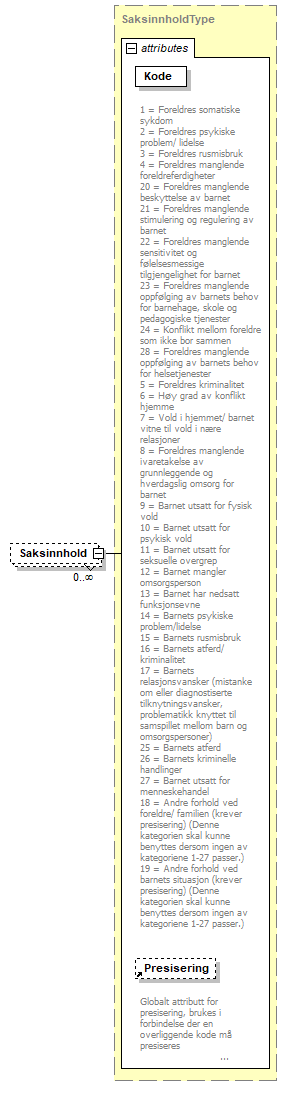 SaksinnholdType
attributes
Kode
1 = Foreldres somatiske
sykdom
2 = Foreldres psykiske
problem/ lidelse
3 = Foreldres rusmisbruk
4 = Foreldres manglende
foreldreferdigheter
20 = Foreldres manglende
beskyttelse av barnet
21 = Foreldres manglende
stimulering og regulering av
barnet
22 = Foreldres manglende
sensitivitet og
følelsesmessige
tilgjengelighet for barnet
23 = Foreldres manglende
oppfølging av barnets behov
for barnehage, skole og
pedagogiske tjenester
24 = Konflikt mellom foreldre
som ikke bor sammen
28 = Foreldres manglende
oppfølging av barnets behov
for helsetjenester
5 = Foreldres kriminalitet
6 = Høy grad av konflikt
hjemme
7 = Vold i hjemmet/ barnet
vitne til vold i nære
relasjoner
8 = Foreldres manglende
ivaretakelse av
grunnleggende og
hverdagslig omsorg for
barnet
9 = Barnet utsatt for fysisk
vold
10 = Barnet utsatt for
psykisk vold
11 = Barnet utsatt for
seksuelle overgrep
12 = Barnet mangler
omsorgsperson
13 = Barnet har nedsatt
funksjonsevne
14 = Barnets psykiske
problem/lidelse
15 = Barnets rusmisbruk
16 = Barnets atferd/
kriminalitet
17 = Barnets
relasjonsvansker (mistanke
om eller diagnostiserte
tilknytningsvansker,
problematikk knyttet til
samspillet mellom barn og
omsorgspersoner)
25 = Barnets atferd
26 = Barnets kriminelle
handlinger
27 = Barnet utsatt for
menneskehandel
18 = Andre forhold ved
foreldre/ familien (krever
presisering) (Denne
kategorien skal kunne
benyttes dersom ingen av
kategoriene 1-27 passer.)
19 = Andre forhold ved
barnets situasjon (krever
presisering) (Denne
kategorien skal kunne
benyttes dersom ingen av
kategoriene 1-27 passer.)
Saksinnhold
0..∞
Presisering
Globalt attributt for
presisering, brukes i
forbindelse der en
overliggende kode må
presiseres
...